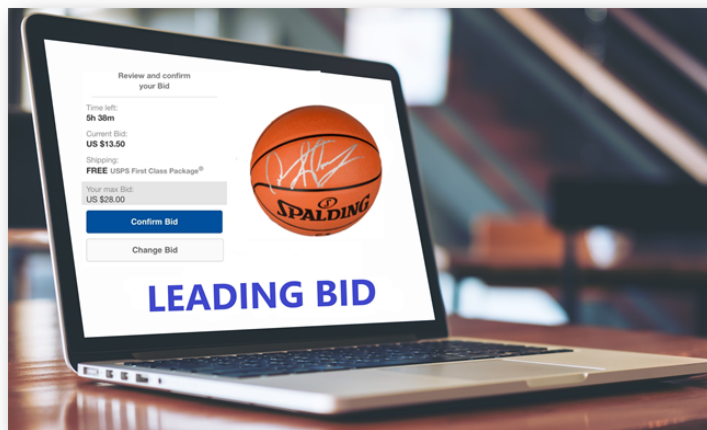 Review and confirm
your Bid
Time left:
5h 38m
Current Bid:
US $13.50
Shipping:
FREE USPS First Class Package®
Your max Bid:
US $28.00
Confirm Bid
Change Bid
SPALDING
LEADING BID